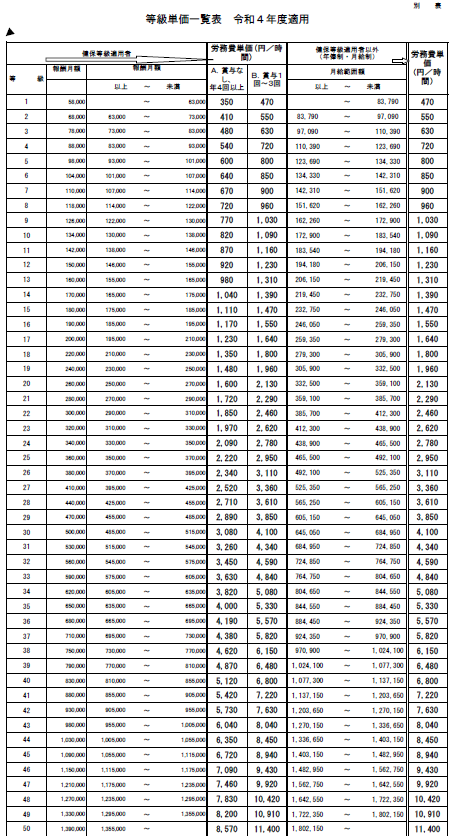 別 表
等級単価一覧表 令和４年度適用
健保等級適用者 労務費単価（円／時間） 健保等級適用者以外（年俸制・月給制） 労務費単価（円／時間）
等 級 報酬月額 報酬月額 A. 賞与なし、年4回以上 B. 賞与1回～3回 月給範囲額
以上 ～ 未満
1 58,000 ～ 63,000 350 470 ～ 83,790 470
2 68,000 63,000 ～ 73,000 410 550 83,790 ～ 97,090 550
3 78,000 73,000 ～ 83,000 480 630 97,090 ～ 110,390 630
4 88,000 83,000 ～ 93,000 540 720 110,390 ～ 123,690 720
5 98,000 93,000 ～ 101,000 600 800 123,690 ～ 134,330 800
6 104,000 101,000 ～ 107,000 640 850 134,330 ～ 142,310 850
7 110,000 107,000 ～ 114,000 670 900 142,310 ～ 151,620 900
8 118,000 114,000 ～ 122,000 720 960 151,620 ～ 162,260 960
9 126,000 122,000 ～ 130,000 770 1,030 162,260 ～ 172,900 1,030
10 134,000 130,000 ～ 138,000 820 1,090 172,900 ～ 183,540 1,090
11 142,000 138,000 ～ 146,000 870 1,160 183,540 ～ 194,180 1,160
12 150,000 146,000 ～ 155,000 920 1,230 194,180 ～ 206,150 1,230
13 160,000 155,000 ～ 165,000 980 1,310 206,150 ～ 219,450 1,310
14 170,000 165,000 ～ 175,000 1,040 1,390 219,450 ～ 232,750 1,390
15 180,000 175,000 ～ 185,000 1,110 1,470 232,750 ～ 246,050 1,470
16 190,000 185,000 ～ 195,000 1,170 1,550 246,050 ～ 259,350 1,550
17 200,000 195,000 ～ 210,000 1,230 1,640 259,350 ～ 279,300 1,640
18 220,000 210,000 ～ 230,000 1,350 1,800 279,300 ～ 305,900 1,800
19 240,000 230,000 ～ 250,000 1,480 1,960 305,900 ～ 332,500 1,960
20 260,000 250,000 ～ 270,000 1,600 2,130 332,500 ～ 359,100 2,130
21 280,000 270,000 ～ 290,000 1,720 2,290 359,100 ～ 385,700 2,290
22 300,000 290,000 ～ 310,000 1,850 2,460 385,700 ～ 412,300 2,460
23 320,000 310,000 ～ 330,000 1,970 2,620 412,300 ～ 438,900 2,620
24 340,000 330,000 ～ 350,000 2,090 2,780 438,900 ～ 465,500 2,780
25 360,000 350,000 ～ 370,000 2,220 2,950 465,500 ～ 492,100 2,950
26 380,000 370,000 ～ 395,000 2,340 3,110 492,100 ～ 525,350 3,110
27 410,000 395,000 ～ 425,000 2,520 3,360 525,350 ～ 565,250 3,360
28 440,000 425,000 ～ 455,000 2,710 3,610 565,250 ～ 605,150 3,610
29 470,000 455,000 ～ 485,000 2,890 3,850 605,150 ～ 645,050 3,850
30 500,000 485,000 ～ 515,000 3,080 4,100 645,050 ～ 684,950 4,100
31 530,000 515,000 ～ 545,000 3,260 4,340 684,950 ～ 724,850 4,340
32 560,000 545,000 ～ 575,000 3,450 4,590 724,850 ～ 764,750 4,590
33 590,000 575,000 ～ 605,000 3,630 4,840 764,750 ～ 804,650 4,840
34 620,000 605,000 ～ 635,000 3,820 5,080 804,650 ～ 844,550 5,080
35 650,000 635,000 ～ 665,000 4,000 5,330 844,550 ～ 884,450 5,330
36 680,000 665,000 ～ 695,000 4,190 5,570 884,450 ～ 924,350 5,570
37 710,000 695,000 ～ 730,000 4,380 5,820 924,350 ～ 970,900 5,820
38 750,000 730,000 ～ 770,000 4,620 6,150 970,900 ～ 1,024,100 6,150
39 790,000 770,000 ～ 810,000 4,870 6,480 1,024,100 ～ 1,077,300 6,480
40 830,000 810,000 ～ 855,000 5,120 6,800 1,077,300 ～ 1,137,150 6,800
41 880,000 855,000 ～ 905,000 5,420 7,220 1,137,150 ～ 1,203,650 7,220
42 930,000 905,000 ～ 955,000 5,730 7,630 1,203,650 ～ 1,270,150 7,630
43 980,000 955,000 ～ 1,005,000 6,040 8,040 1,270,150 ～ 1,336,650 8,040
44 1,030,000 1,005,000 ～ 1,055,000 6,350 8,450 1,336,650 ～ 1,403,150 8,450
45 1,090,000 1,055,000 ～ 1,115,000 6,720 8,940 1,403,150 ～ 1,482,950 8,940
46 1,150,000 1,115,000 ～ 1,175,000 7,090 9,430 1,482,950 ～ 1,562,750 9,430
47 1,210,000 1,175,000 ～ 1,235,000 7,460 9,920 1,562,750 ～ 1,642,550 9,920
48 1,270,000 1,235,000 ～ 1,295,000 7,830 10,420 1,642,550 ～ 1,722,350 10,420
49 1,330,000 1,295,000 ～ 1,355,000 8,200 10,910 1,722,350 ～ 1,802,150 10,910
50 1,390,000 1,355,000 ～ 8,570 11,400 1,802,150 ～ 11,400